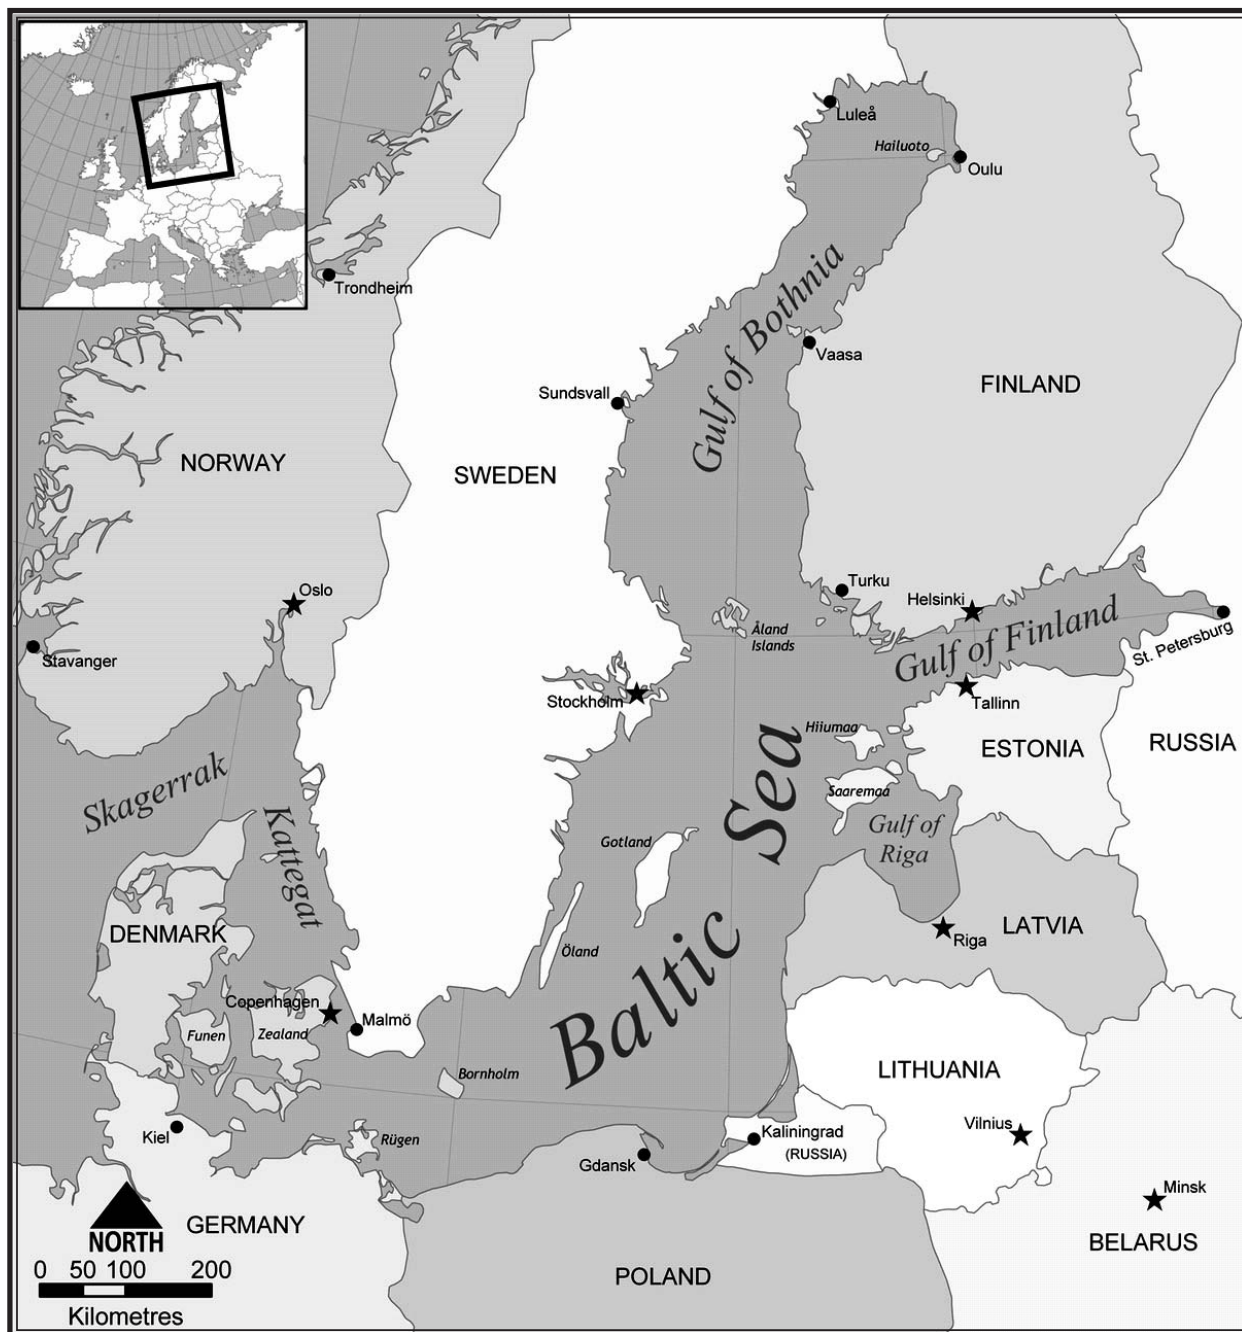 Luleå
Hailuoto
Oulu
Trondheim
Gulf of Bothnia
Vaasa
FINLAND
Sundsvall
NORWAY
SWEDEN
Oslo
Turku
Helsinki
Gulf of Finland
St. Petersburg
Åland
Islands
Stavanger
Stockholm
Tallinn
Hiiumaa
ESTONIA
RUSSIA
Skagerrak
Kattegat
Saaremaa
Gulf of
Riga
Gotland
Baltic Sea
DENMARK
Öland
Riga
LATVIA
Copenhagen
Malmö
Funen
Zealand
Bornholm
LITHUANIA
Vilnius
Kiel
Rügen
Gdansk
Kaliningrad
(RUSSIA)
Minsk
GERMANY
BELARUS
POLAND
NORTH
0 50 100 200
Kilometres